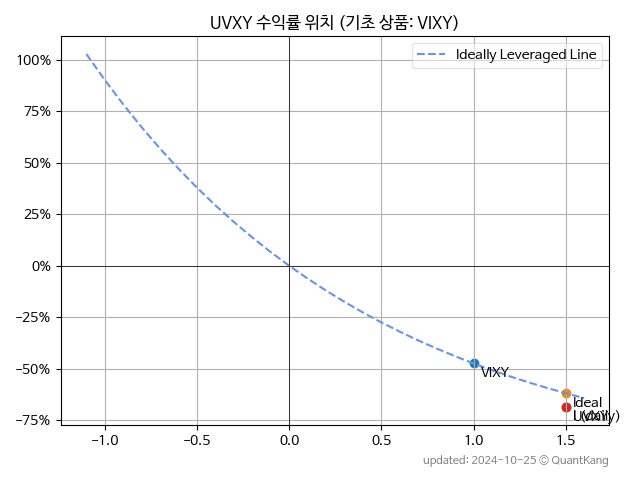 UVXY 수익률 위치 (기초 상품: VIXY)
Ideally Leveraged Line
100%
75%
50%
25%
0%
−25%
−50%
−75%
VIXY
Ideal
UVXY
−1.0
−0.5
0.0
0.5
1.0
1.5
updated: 2024-10-25 © QuantKang